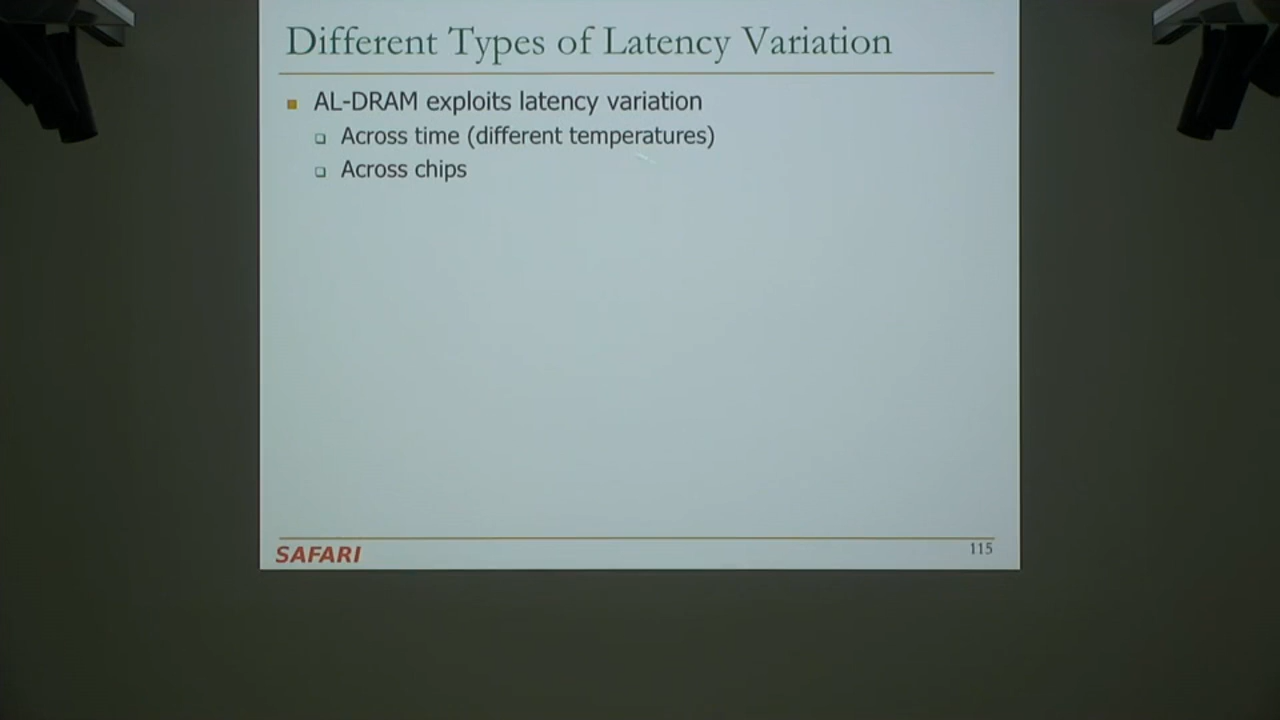 Different Types of Latency Variation
AL-DRAM exploits latency variation
Across time (different temperatures)
Across chips
SAFARI
115